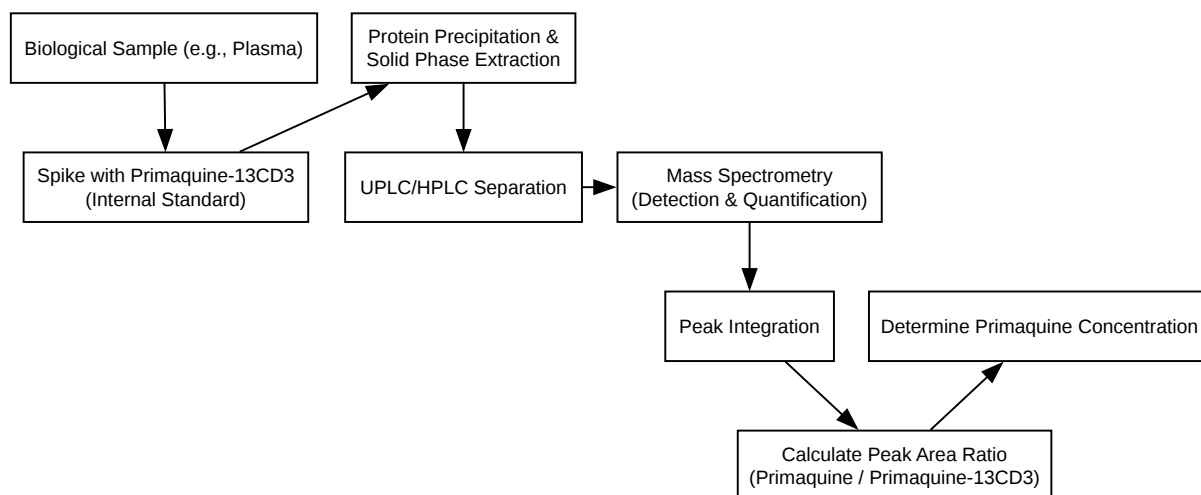 Biological Sample (e.g., Plasma)
Spike with Primaquine-13CD3
(Internal Standard)
Protein Precipitation &
Solid Phase Extraction
UPLC/HPLC Separation
Mass Spectrometry
(Detection & Quantification)
Peak Integration
Calculate Peak Area Ratio
(Primaquine / Primaquine-13CD3)
Determine Primaquine Concentration